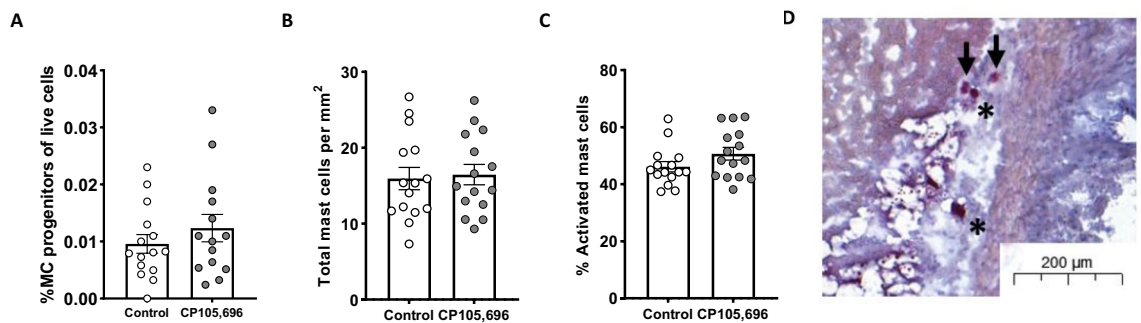 A
B
C
D
%MC progenitors of live cells
0.04
0.03
0.02
0.01
0.00
Control CP105,696
Total mast cells per mm²
30
20
10
0
Control CP105,696
% Activated mast cells
80
60
40
20
0
Control CP105,696
*
*
200 µm